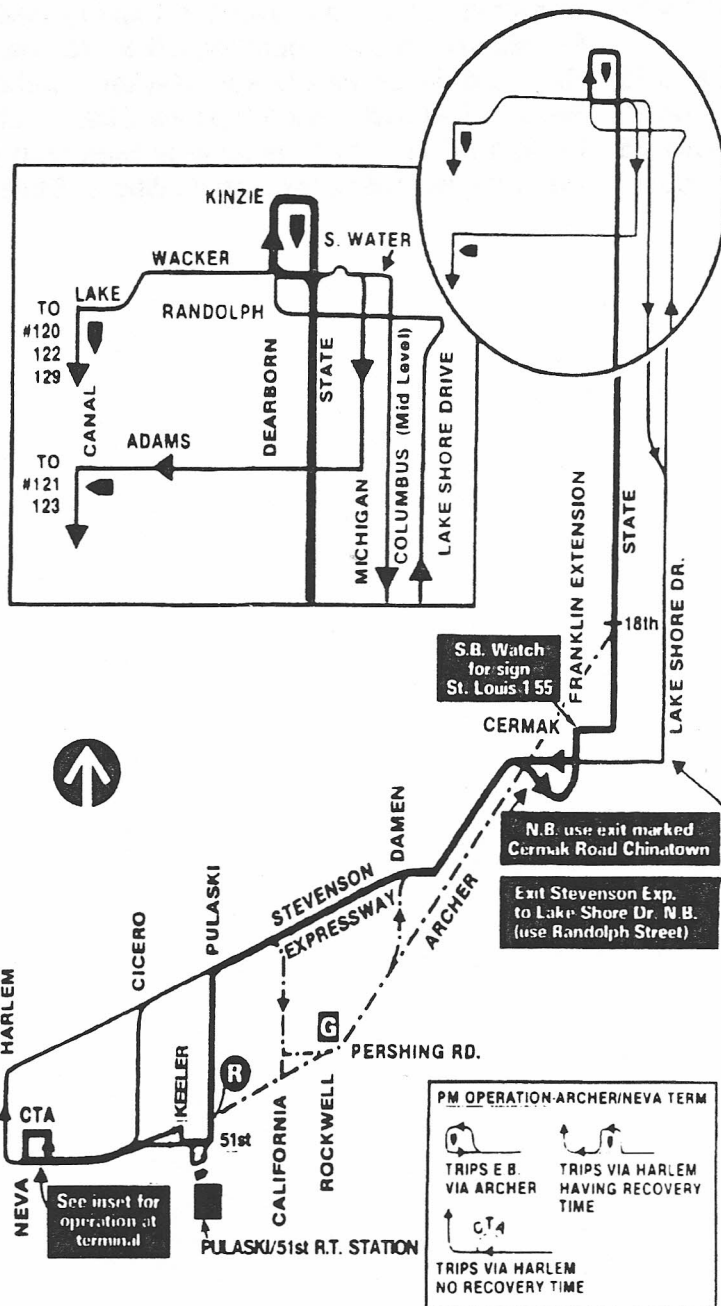 KINZIE
S. WATER
WACKER
LAKE
TO
#120
122
129
RANDOLPH
CANAL
DEARBORN
STATE
ADAMS
TO
#121
123
MICHIGAN
COLUMBUS (Mid Level)
LAKE SHORE DRIVE
FRANKLIN EXTENSION
STATE
LAKE SHORE DR.
18th
S.B. Watch
for sign
St. Louis 1 55
CERMAK
N.B. use exit marked
Cermak Road Chinatown
Exit Stevenson Exp.
to Lake Shore Dr. N.B.
(use Randolph Street)
DAMEN
STEVENSON
EXPRESSWAY
ARCHER
PULASKI
CICERO
HARLEM
KEELER
CTA
R
G
PERSHING RD.
51st
CALIFORNIA
ROCKWELL
NEVA
See inset for
operation at
terminal
PULASKI/51st R.T. STATION
PM OPERATION-ARCHER/NEVA TERM
TRIPS E B.
VIA ARCHER
TRIPS VIA HARLEM
HAVING RECOVERY
TIME
CTA
TRIPS VIA HARLEM
NO RECOVERY TIME